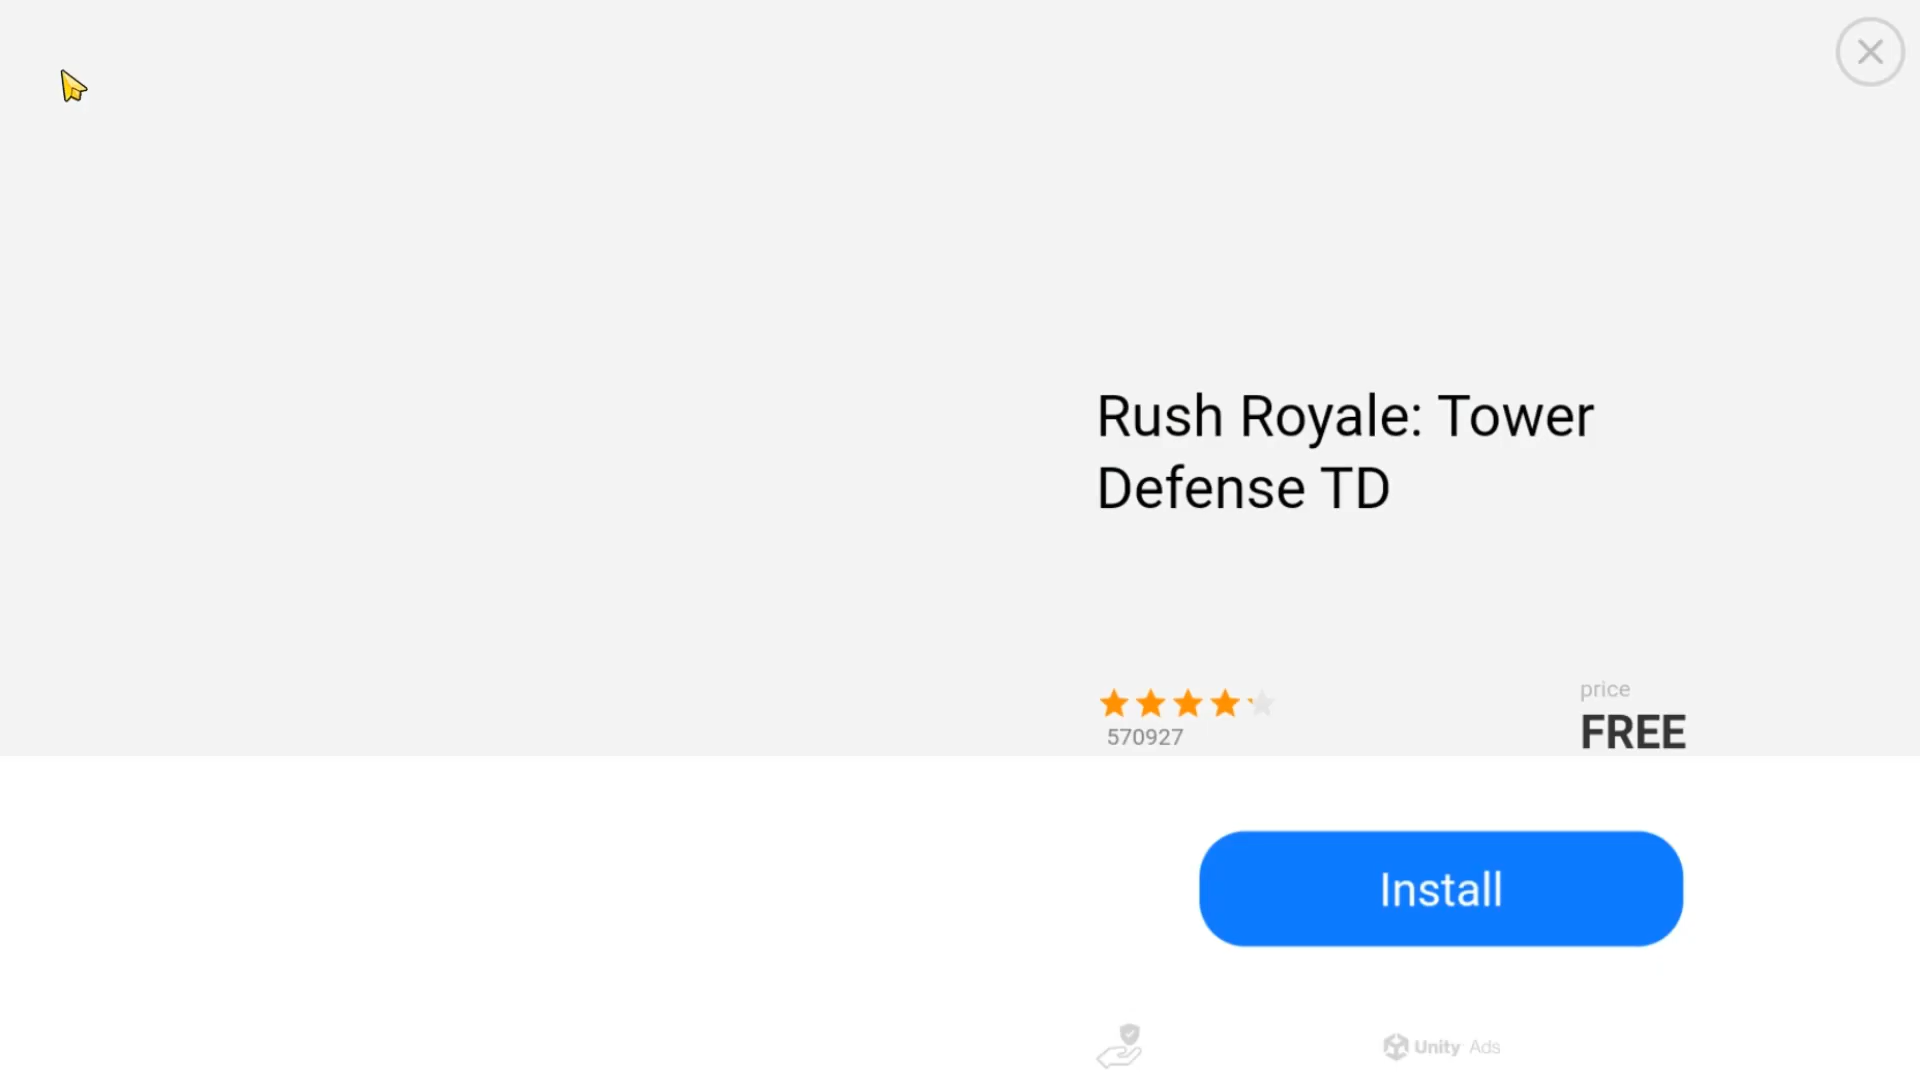 Rush Royale: Tower
Defense TD
570927
price
FREE
Install
Unity Ads